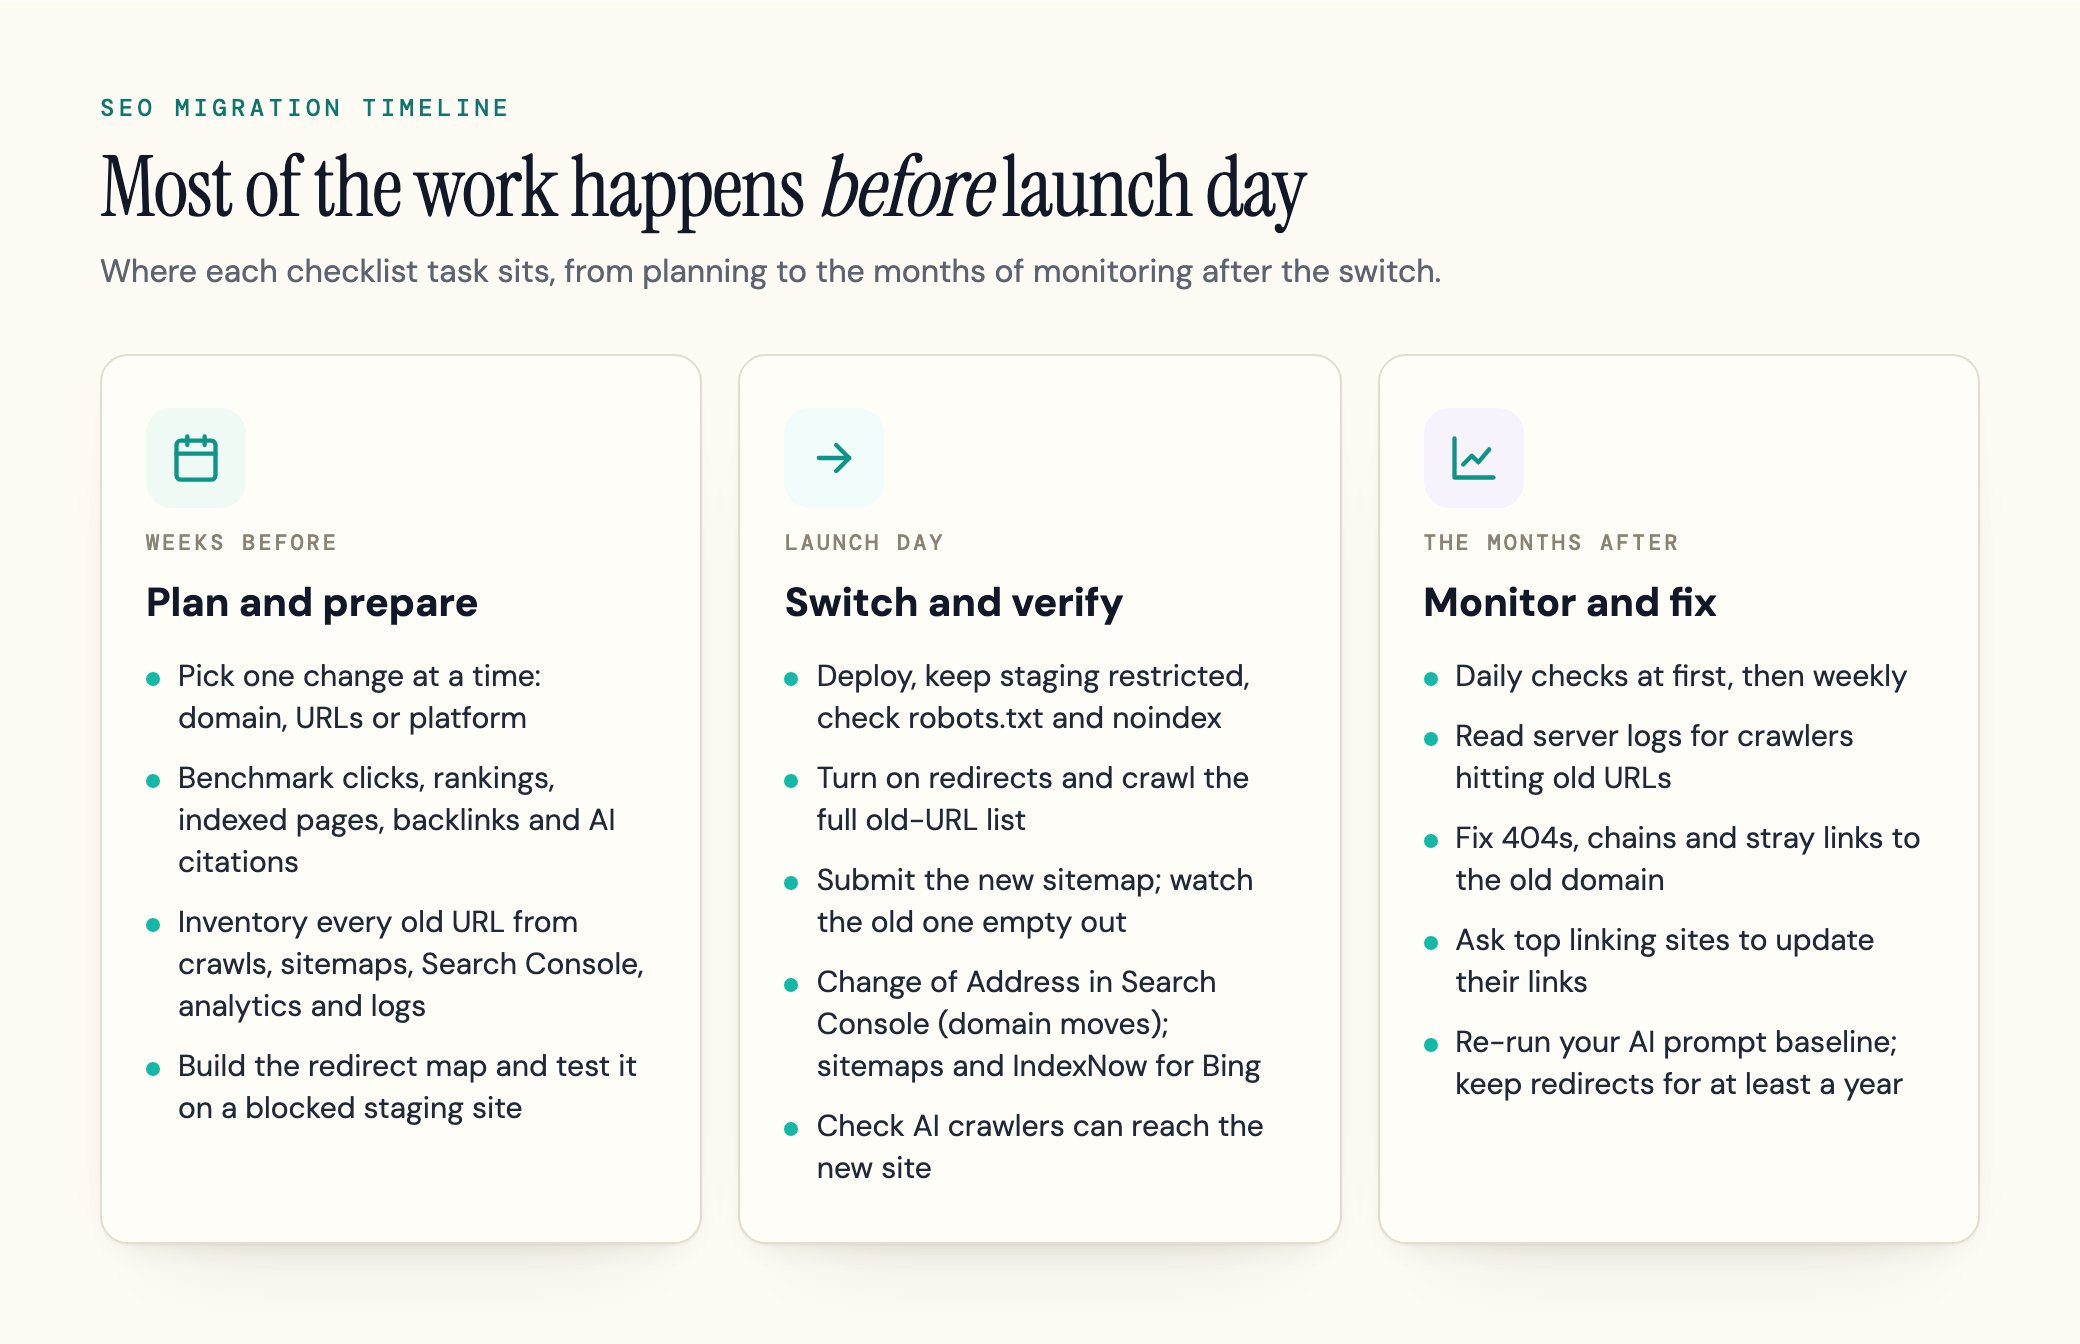 SEO MIGRATION TIMELINE
Most of the work happens before launch day
Where each checklist task sits, from planning to the months of monitoring after the switch.
WEEKS BEFORE
Plan and prepare
Pick one change at a time:
domain, URLs or platform
Benchmark clicks, rankings,
indexed pages, backlinks and AI
citations
Inventory every old URL from
crawls, sitemaps, Search Console,
analytics and logs
Build the redirect map and test it
on a blocked staging site
LAUNCH DAY
Switch and verify
Deploy, keep staging restricted,
check robots.txt and noindex
Turn on redirects and crawl the
full old-URL list
Submit the new sitemap; watch
the old one empty out
Change of Address in Search
Console (domain moves);
sitemaps and IndexNow for Bing
Check AI crawlers can reach the
new site
THE MONTHS AFTER
Monitor and fix
Daily checks at first, then weekly
Read server logs for crawlers
hitting old URLs
Fix 404s, chains and stray links to
the old domain
Ask top linking sites to update
their links
Re-run your AI prompt baseline;
keep redirects for at least a year